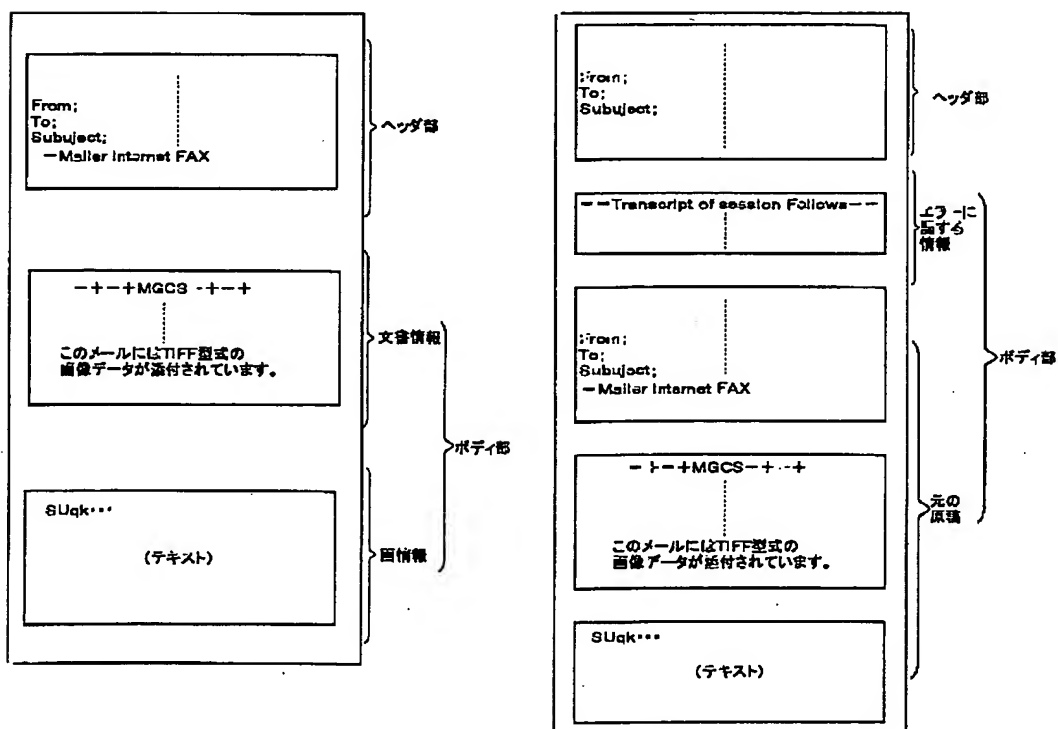 From;
To;
Subuject;
−Mailer Internet FAX
ヘッダ部
−+−+MGCS -+−+
このメールにはTIFF型式の
画像データが添付されています。
文書情報
SUqk•••
(テキスト)
画情報
ボディ部
From;
To;
Subuject;
ヘッダ部
−−Transcript of session Follows−−
エラーに
関する
情報
From;
To;
Subuject;
−Mailer Internet FAX
−+−+MGCS−+-+
このメールにはTIFF型式の
画像データが添付されています。
SUqk•••
(テキスト)
元の
原稿
ボディ部